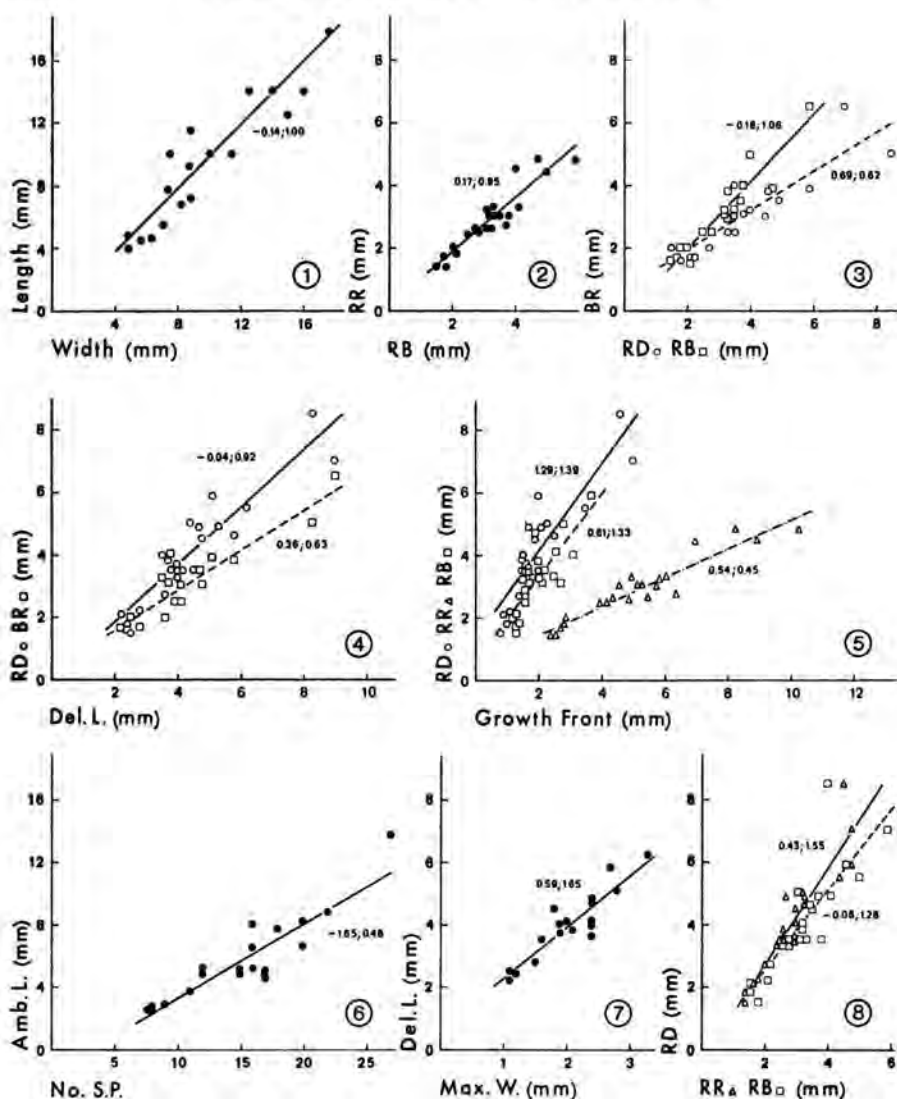 16
12
8
4
0
Length (mm)
-0.14;1.00
1
4 8 12 16
Width (mm)
8
6
4
2
0
RR (mm)
0.17;0.85
2
2 4
RB (mm)
8
6
4
2
0
BR (mm)
-0.18;1.06
0.69;0.62
3
2 4 6 8
RD○ RB□ (mm)
8
6
4
2
0
RD○ BR□ (mm)
-0.04;0.92
0.36;0.63
4
2 4 6 8 10
Del. L. (mm)
8
6
4
2
0
RD○ RR△ RB□ (mm)
1.29;1.39
0.61;1.33
0.54;0.45
5
2 4 6 8 10 12
Growth Front (mm)
16
12
8
4
0
Amb.L. (mm)
-1.65;0.48
6
5 10 15 20 25
No. S.P.
8
6
4
2
0
Del.L. (mm)
0.59;1.65
7
1 2 3
Max. W. (mm)
8
6
4
2
0
RD (mm)
0.43;1.55
-0.08;1.28
8
2 4 6
RR△ RB□ (mm)